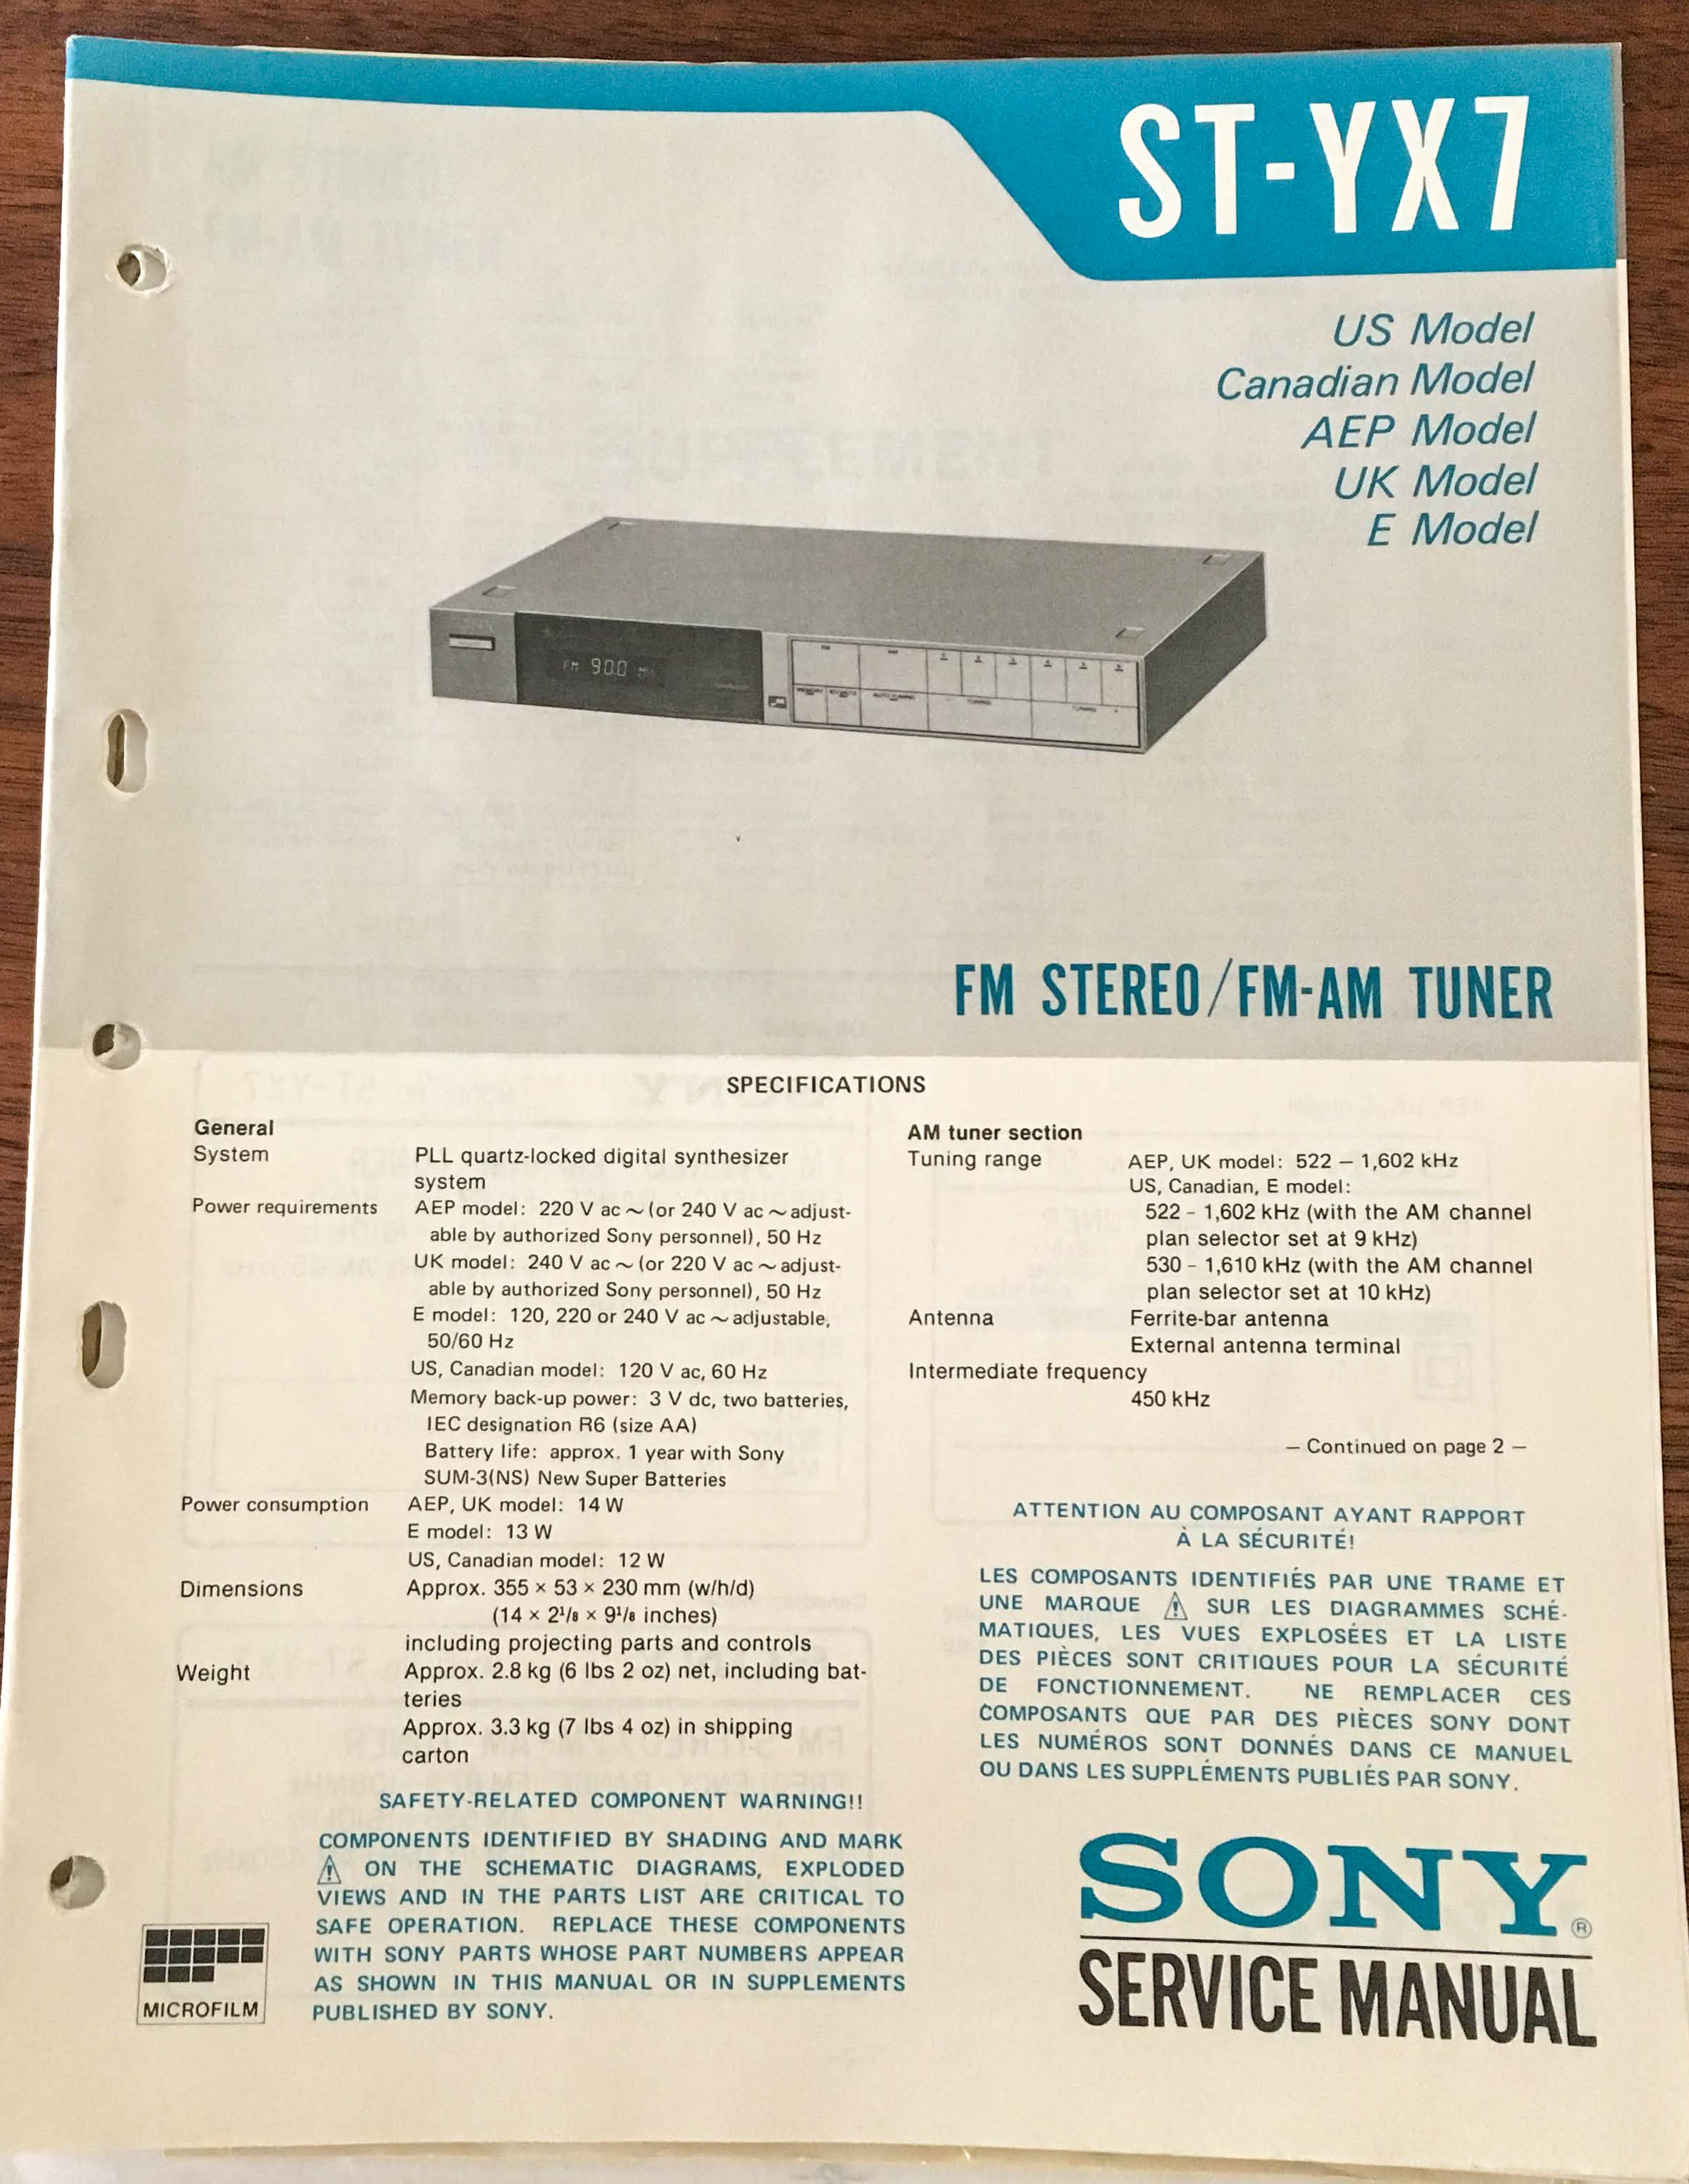 ST-YX7
US Model
Canadian Model
AEP Model
UK Model
E Model
FM 90.0
AUTO TUNING
TUNING
FM STEREO/FM-AM TUNER
SPECIFICATIONS
General
System PLL quartz-locked digital synthesizer
system
Power requirements AEP model: 220 V ac ~ (or 240 V ac ~ adjust-
able by authorized Sony personnel), 50 Hz
UK model: 240 V ac ~ (or 220 V ac ~ adjust-
able by authorized Sony personnel), 50 Hz
E model: 120, 220 or 240 V ac ~ adjustable,
50/60 Hz
US, Canadian model: 120 V ac, 60 Hz
Memory back-up power: 3 V dc, two batteries,
IEC designation R6 (size AA)
Battery life: approx. 1 year with Sony
SUM-3(NS) New Super Batteries
Power consumption AEP, UK model: 14 W
E model: 13 W
US, Canadian model: 12 W
Dimensions Approx. 355 × 53 × 230 mm (w/h/d)
(14 × 2 1/8 × 9 1/8 inches)
including projecting parts and controls
Weight Approx. 2.8 kg (6 lbs 2 oz) net, including bat-
teries
Approx. 3.3 kg (7 lbs 4 oz) in shipping
carton
SAFETY-RELATED COMPONENT WARNING!!
COMPONENTS IDENTIFIED BY SHADING AND MARK
⚠ ON THE SCHEMATIC DIAGRAMS, EXPLODED
VIEWS AND IN THE PARTS LIST ARE CRITICAL TO
SAFE OPERATION. REPLACE THESE COMPONENTS
WITH SONY PARTS WHOSE PART NUMBERS APPEAR
AS SHOWN IN THIS MANUAL OR IN SUPPLEMENTS
PUBLISHED BY SONY.
MICROFILM
AM tuner section
Tuning range AEP, UK model: 522 – 1,602 kHz
US, Canadian, E model:
522 – 1,602 kHz (with the AM channel
plan selector set at 9 kHz)
530 – 1,610 kHz (with the AM channel
plan selector set at 10 kHz)
Antenna Ferrite-bar antenna
External antenna terminal
Intermediate frequency
450 kHz
– Continued on page 2 –
ATTENTION AU COMPOSANT AYANT RAPPORT
À LA SÉCURITÉ!
LES COMPOSANTS IDENTIFIÉS PAR UNE TRAME ET
UNE MARQUE ⚠ SUR LES DIAGRAMMES SCHÉ-
MATIQUES, LES VUES EXPLOSÉES ET LA LISTE
DES PIÈCES SONT CRITIQUES POUR LA SÉCURITÉ
DE FONCTIONNEMENT. NE REMPLACER CES
COMPOSANTS QUE PAR DES PIÈCES SONY DONT
LES NUMÉROS SONT DONNÉS DANS CE MANUEL
OU DANS LES SUPPLÉMENTS PUBLIÉS PAR SONY.
SONY®
SERVICE MANUAL